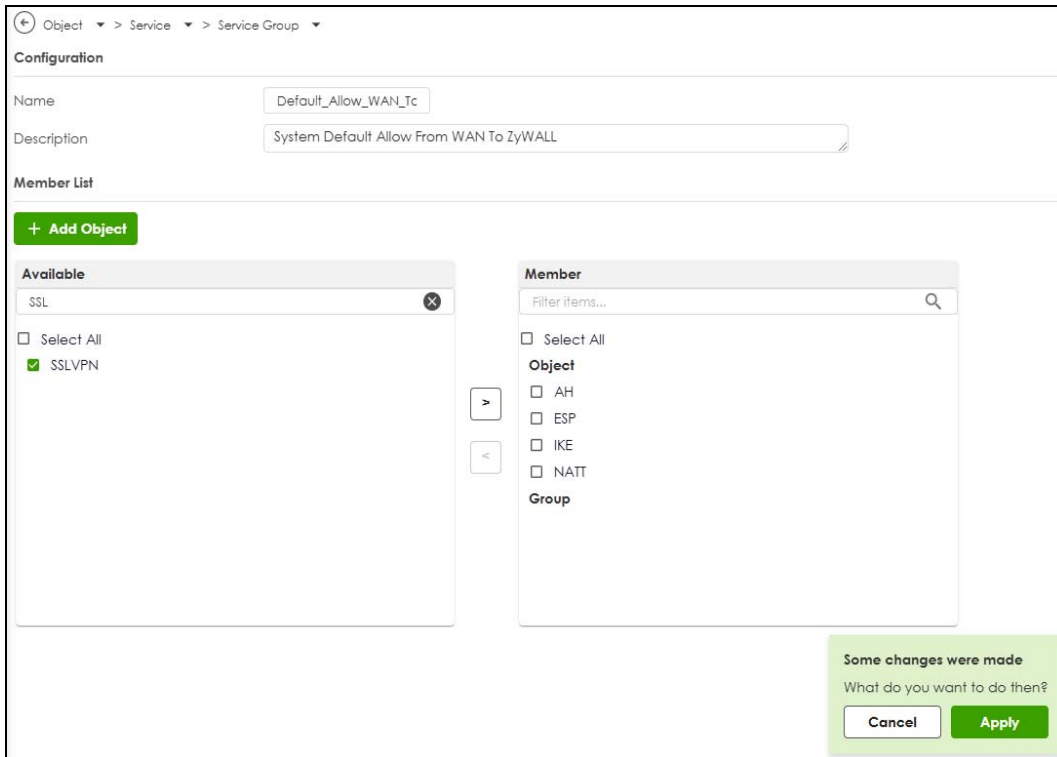 Object > Service > Service Group
Configuration
Name Default_Allow_WAN_Tc
Description System Default Allow From WAN To ZyWALL
Member List
+ Add Object
Available
SSL
Select All
SSLVPN
>
<
Member
Filter items...
Select All
Object
AH
ESP
IKE
NATT
Group
Some changes were made
What do you want to do then?
Cancel Apply